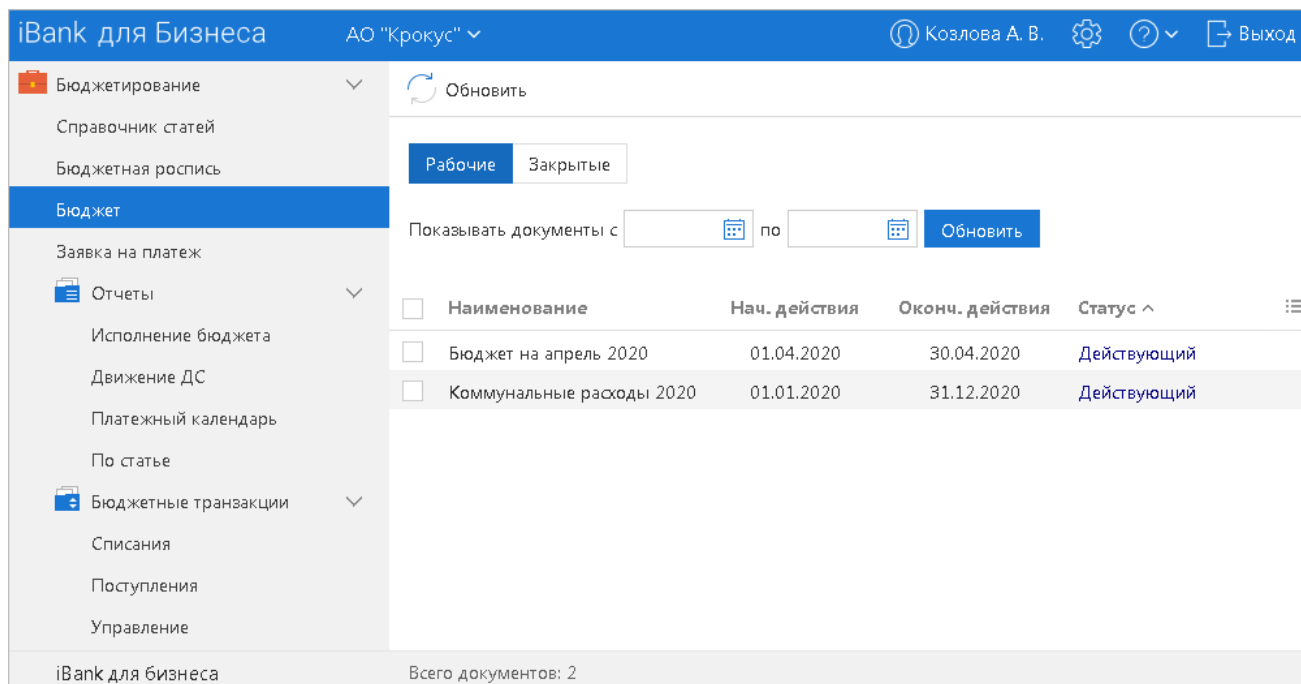 iBank для Бизнеса АО "Крокус" Козлова А. В. Выход
Бюджетирование
Справочник статей
Бюджетная роспись
Бюджет
Заявка на платеж
Отчеты
Исполнение бюджета
Движение ДС
Платежный календарь
По статье
Бюджетные транзакции
Списания
Поступления
Управление
iBank для бизнеса
Обновить
Рабочие Закрытые
Показывать документы с по Обновить
Наименование Нач. действия Оконч. действия Статус
Бюджет на апрель 2020 01.04.2020 30.04.2020 Действующий
Коммунальные расходы 2020 01.01.2020 31.12.2020 Действующий
Всего документов: 2